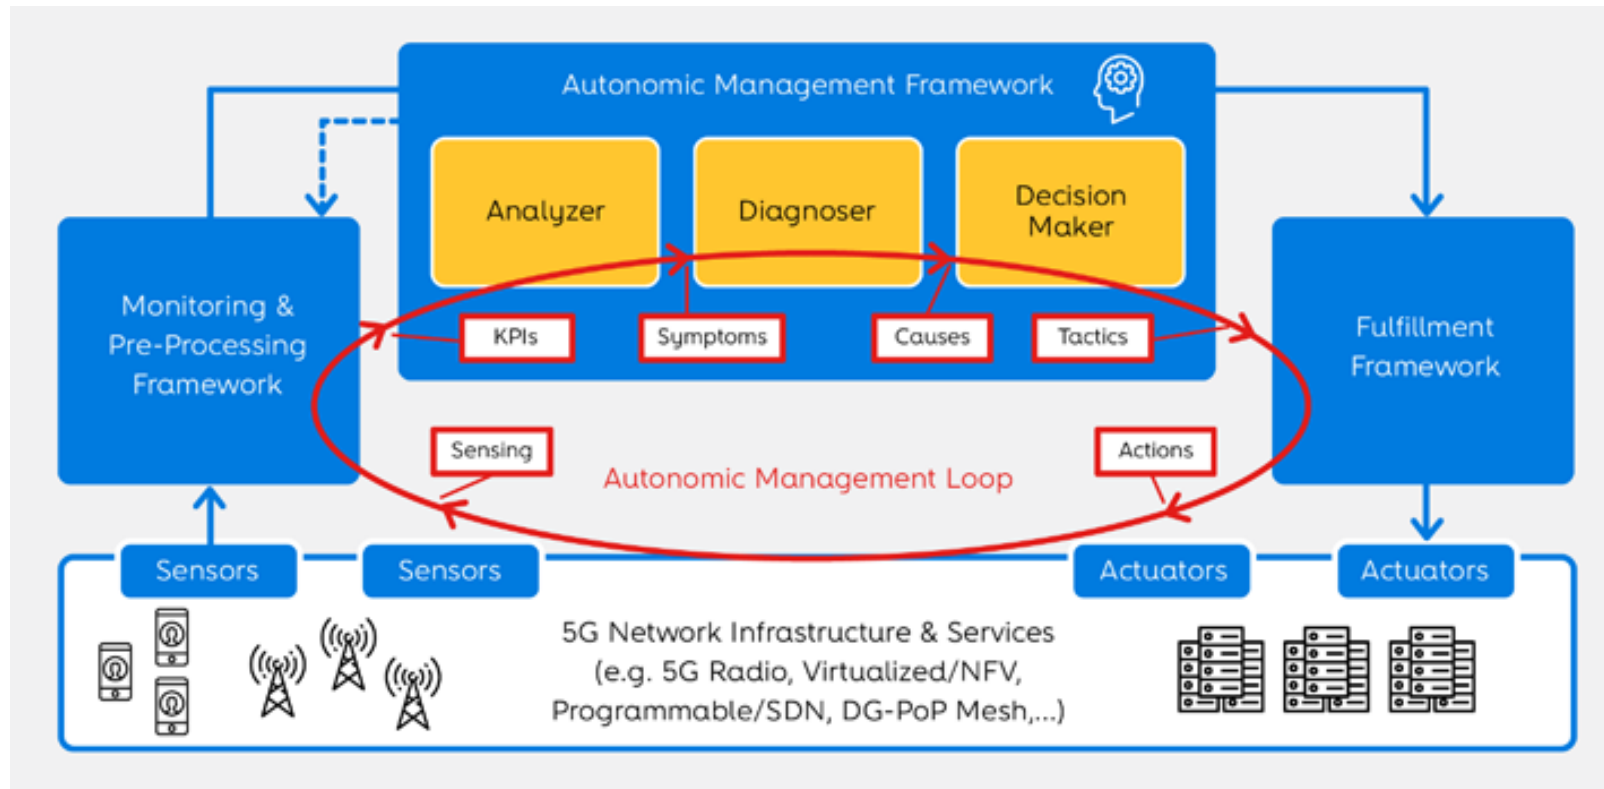 Autonomic Management Framework
Analyzer
Diagnoser
Decision
Maker
Monitoring &
Pre-Processing
Framework
KPIs
Symptoms
Causes
Tactics
Fulfillment
Framework
Sensing
Actions
Autonomic Management Loop
Sensors
Sensors
Actuators
Actuators
5G Network Infrastructure & Services
(e.g. 5G Radio, Virtualized/NFV,
Programmable/SDN, DG-PoP Mesh,...)